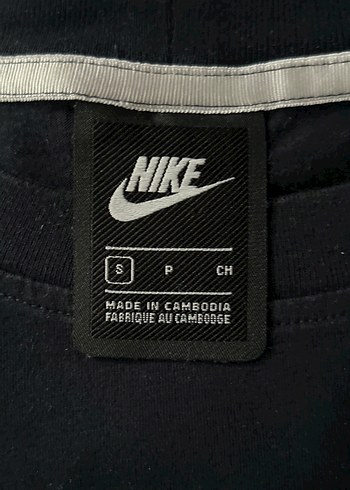 NIKE
S P CH
MADE IN CAMBODIA
FABRIQUE AU CAMBODGE